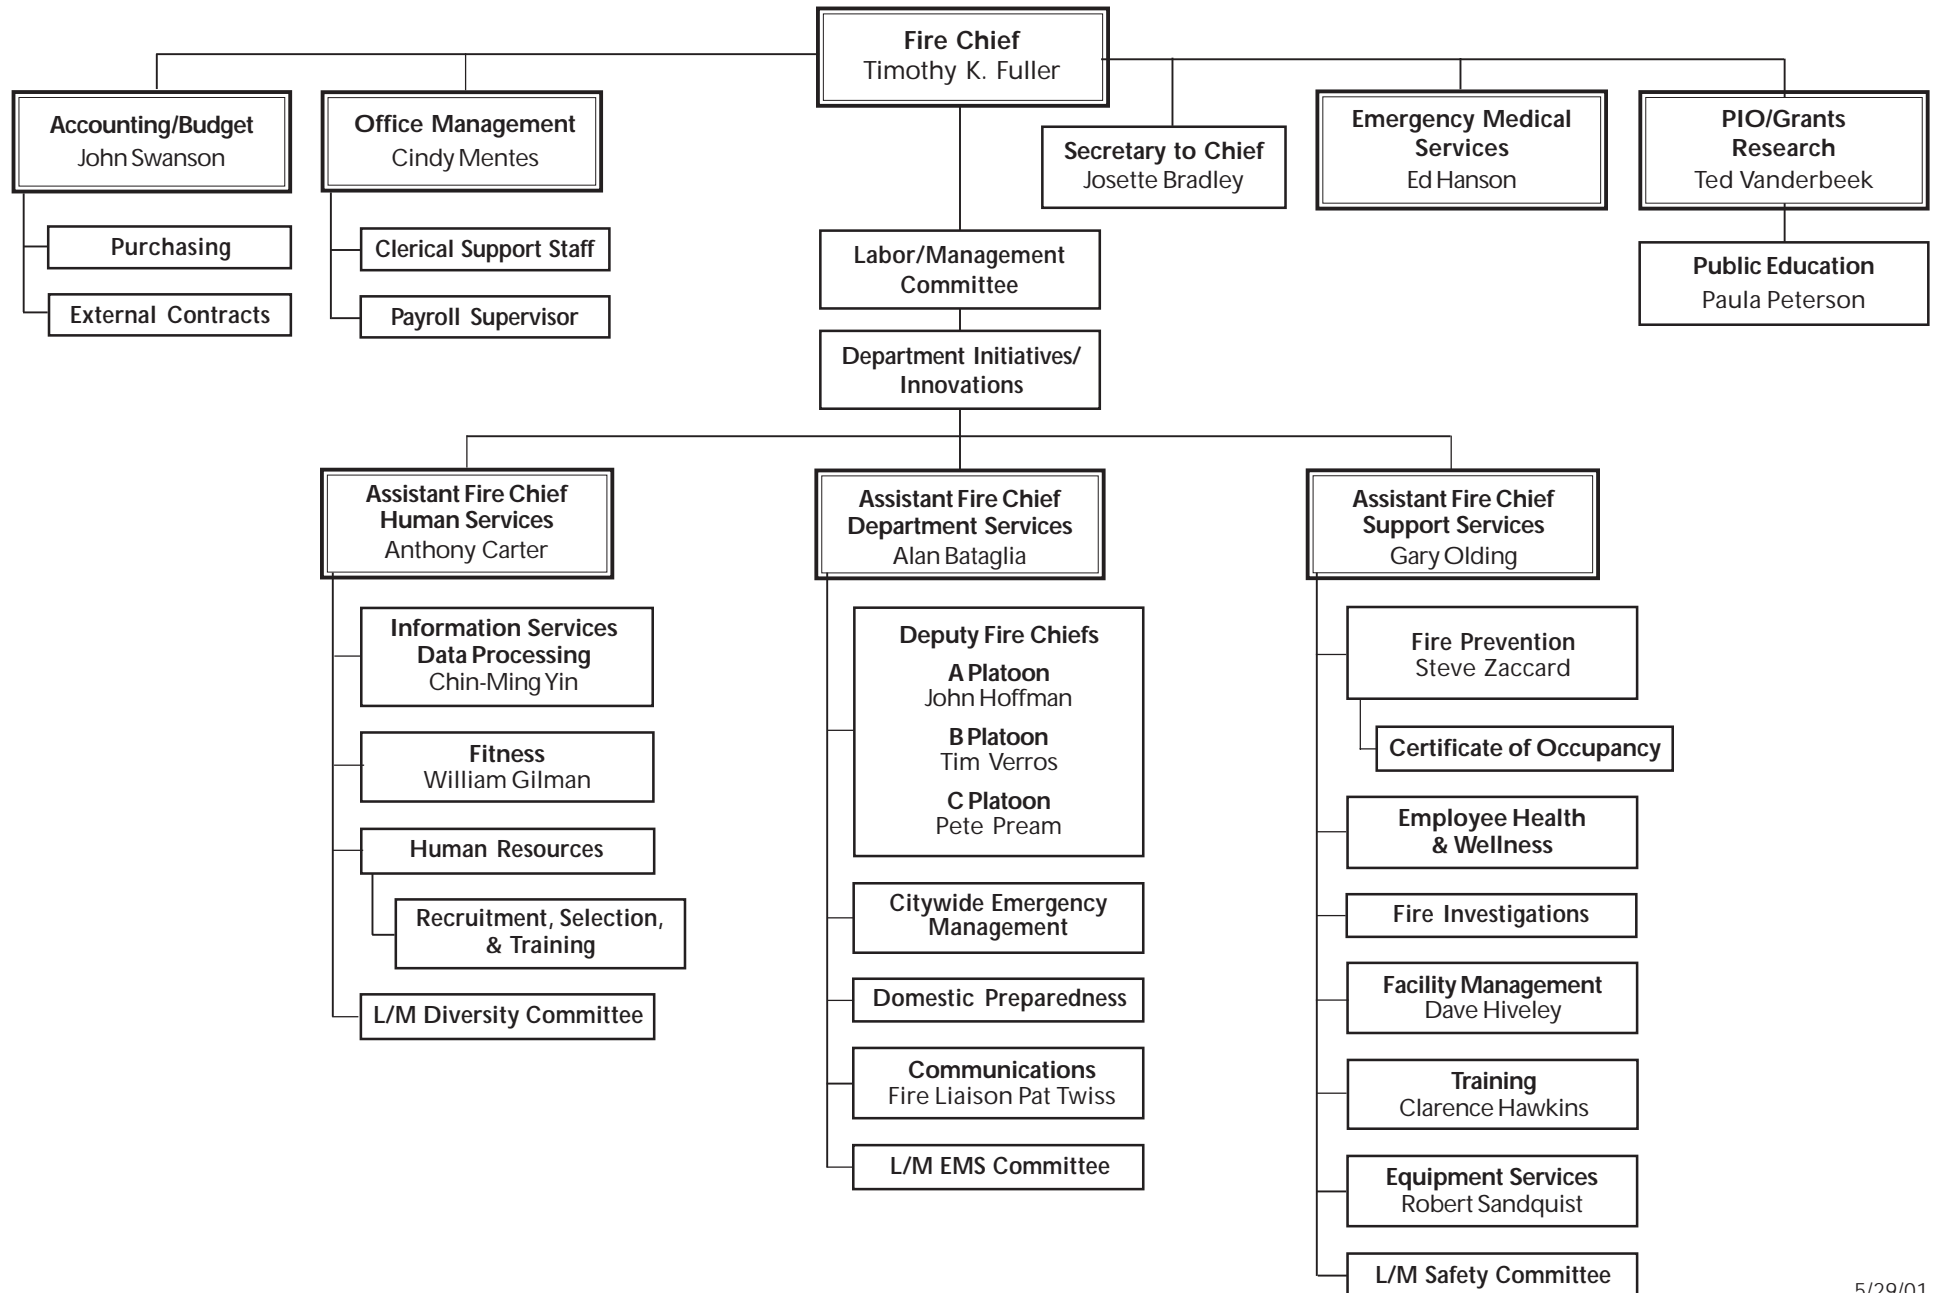 Fire Chief
Timothy K. Fuller
Accounting/Budget
John Swanson
Purchasing
External Contracts
Office Management
Cindy Mentes
Clerical Support Staff
Payroll Supervisor
Secretary to Chief
Josette Bradley
Emergency Medical
Services
Ed Hanson
PIO/Grants
Research
Ted Vanderbeek
Public Education
Paula Peterson
Labor/Management
Committee
Department Initiatives/
Innovations
Assistant Fire Chief
Human Services
Anthony Carter
Information Services
Data Processing
Chin-Ming Yin
Fitness
William Gilman
Human Resources
Recruitment, Selection,
& Training
L/M Diversity Committee
Assistant Fire Chief
Department Services
Alan Bataglia
Deputy Fire Chiefs
A Platoon
John Hoffman
B Platoon
Tim Verros
C Platoon
Pete Pream
Citywide Emergency
Management
Domestic Preparedness
Communications
Fire Liaison Pat Twiss
L/M EMS Committee
Assistant Fire Chief
Support Services
Gary Olding
Fire Prevention
Steve Zaccard
Certificate of Occupancy
Employee Health
& Wellness
Fire Investigations
Facility Management
Dave Hiveley
Training
Clarence Hawkins
Equipment Services
Robert Sandquist
L/M Safety Committee
5/29/01